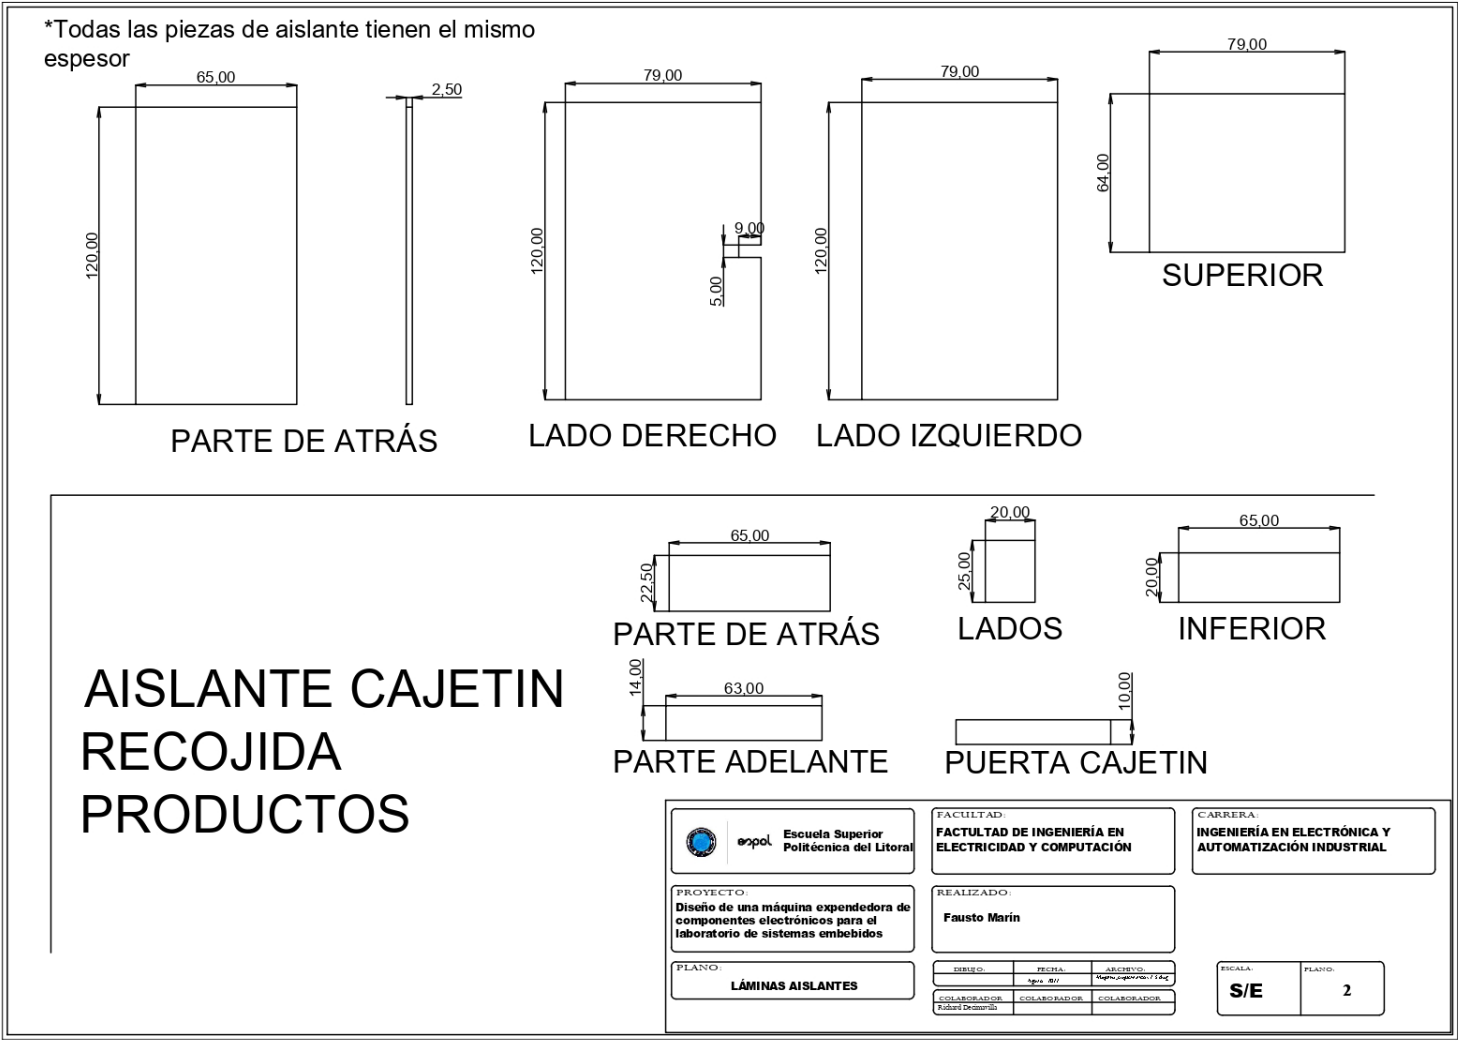 *Todas las piezas de aislante tienen el mismo
espesor
65,00
120,00
2,50
PARTE DE ATRÁS
79,00
120,00
9,00
5,00
LADO DERECHO
79,00
120,00
LADO IZQUIERDO
79,00
64,00
SUPERIOR
AISLANTE CAJETIN
RECOJIDA
PRODUCTOS
65,00
22,50
PARTE DE ATRÁS
20,00
25,00
LADOS
65,00
20,00
INFERIOR
14,00
63,00
PARTE ADELANTE
10,00
PUERTA CAJETIN
espol
Escuela Superior
Politécnica del Litoral
FACULTAD:
FACTULTAD DE INGENIERÍA EN
ELECTRICIDAD Y COMPUTACIÓN
CARRERA:
INGENIERÍA EN ELECTRÓNICA Y
AUTOMATIZACIÓN INDUSTRIAL
PROYECTO:
Diseño de una máquina expendedora de
componentes electrónicos para el
laboratorio de sistemas embebidos
REALIZADO:
Fausto Marín
PLANO:
LÁMINAS AISLANTES
DIBUJO:
FECHA:
ARCHIVO:
COLABORADOR
COLABORADOR
COLABORADOR
Richard Decimavilla
ESCALA:
S/E
PLANO:
2